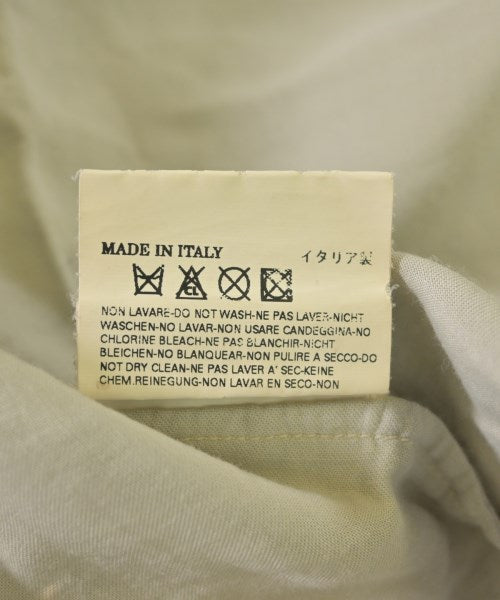 MADE IN ITALY
イタリア製
CL
NON LAVARE-DO NOT WASH-NE PAS LAVER-NICHT
WASCHEN-NO LAVAR-NON USARE CANDEGGINA-NO
CHLORINE BLEACH-NE PAS BLANCHIR-NICHT
BLEICHEN-NO BLANQUEAR-NON PULIRE A SECCO-DO
NOT DRY CLEAN-NE PAS LAVER A' SEC-KEINE
CHEM.REINEGUNG-NON LAVAR EN SECO-NON